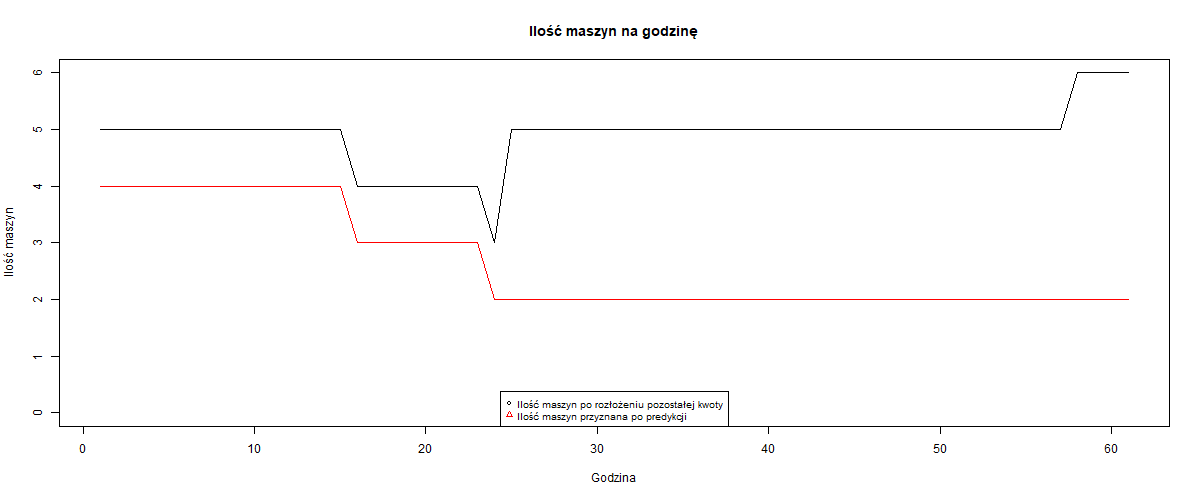 Ilość maszyn na godzinę
Ilość maszyn
6
5
4
3
2
1
0
Ilość maszyn po rozłożeniu pozostałej kwoty
Ilość maszyn przyznana po predykcji
0 10 20 30 40 50 60
Godzina